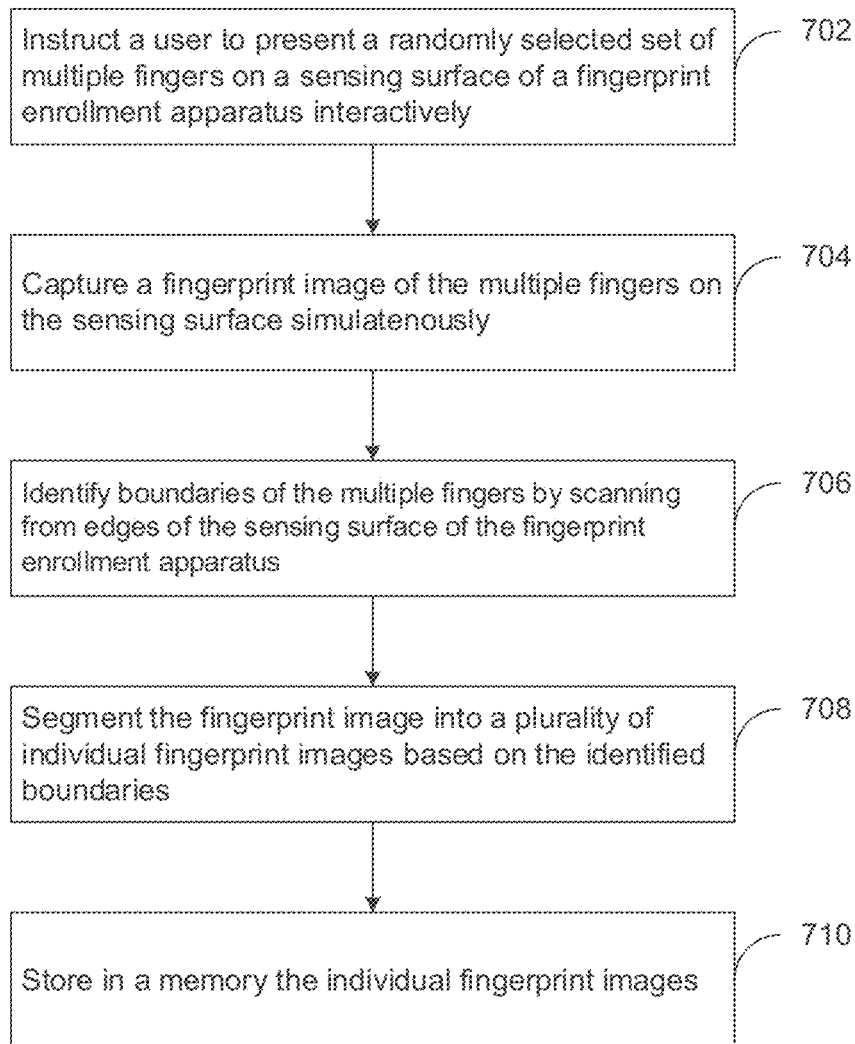 Instruct a user to present a randomly selected set of
multiple fingers on a sensing surface of a fingerprint
enrollment apparatus interactively
702
Capture a fingerprint image of the multiple fingers on
the sensing surface simulatenously
704
Identify boundaries of the multiple fingers by scanning
from edges of the sensing surface of the fingerprint
enrollment apparatus
706
Segment the fingerprint image into a plurality of
individual fingerprint images based on the identified
boundaries
708
Store in a memory the individual fingerprint images
710